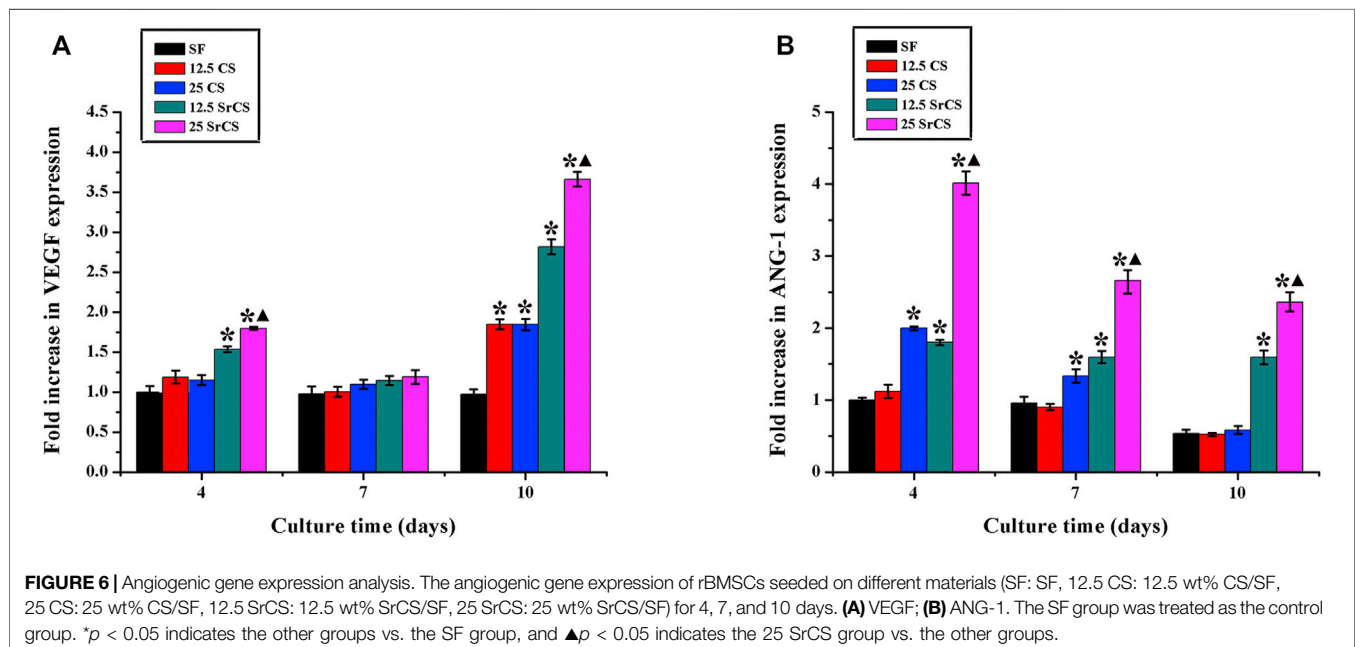 A
SF
12.5 CS
25 CS
12.5 SrCS
25 SrCS
Fold increase in VEGF expression
4.5
4.0
3.5
3.0
2.5
2.0
1.5
1.0
0.5
0.0
*
*▲
*
*
*
*▲
4
7
10
Culture time (days)
B
SF
12.5 CS
25 CS
12.5 SrCS
25 SrCS
Fold increase in ANG-1 expression
5
4
3
2
1
0
*
*
*▲
*
*
*▲
*
*▲
4
7
10
Culture time (days)
FIGURE 6 | Angiogenic gene expression analysis. The angiogenic gene expression of rBMSCs seeded on different materials (SF: SF, 12.5 CS: 12.5 wt% CS/SF,
25 CS: 25 wt% CS/SF, 12.5 SrCS: 12.5 wt% SrCS/SF, 25 SrCS: 25 wt% SrCS/SF) for 4, 7, and 10 days. (A) VEGF; (B) ANG-1. The SF group was treated as the control
group. *p < 0.05 indicates the other groups vs. the SF group, and ▲p < 0.05 indicates the 25 SrCS group vs. the other groups.